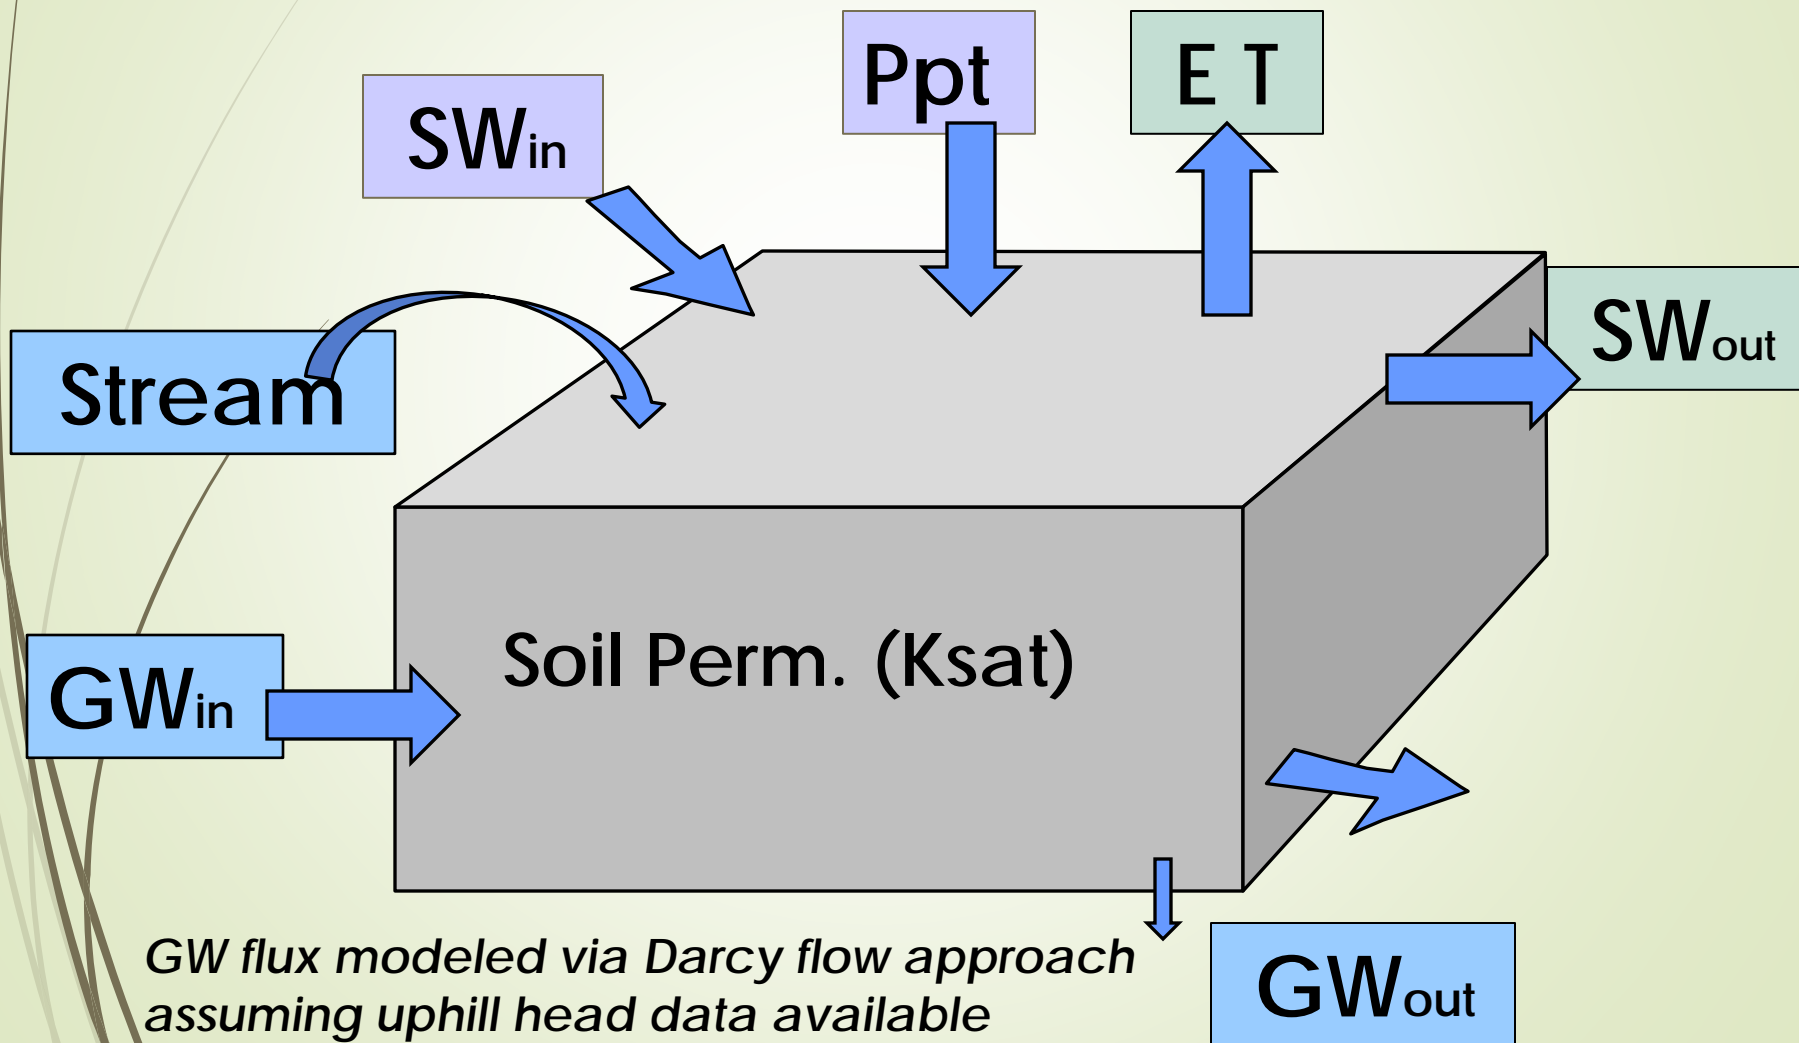 Ppt
E T
SWin
SWout
Stream
GWin
Soil Perm. (Ksat)
GW flux modeled via Darcy flow approach
assuming uphill head data available
GWout